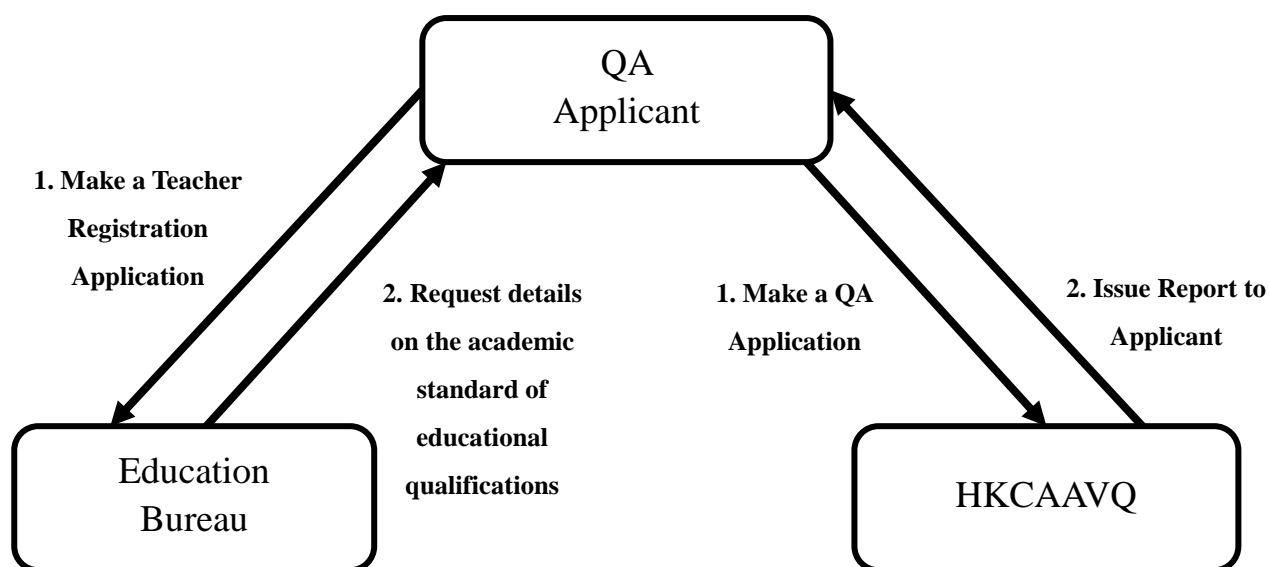 QA
Applicant
1. Make a Teacher
Registration
Application
2. Request details
on the academic
standard of
educational
qualifications
1. Make a QA
Application
2. Issue Report to
Applicant
Education
Bureau
HKCAAVQ